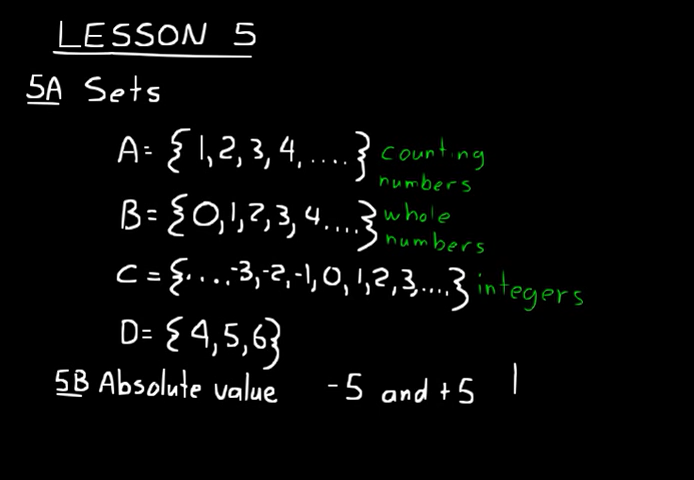 LESSON 5
5A Sets
A= {1,2,3,4,....} counting
numbers
B= {0,1,2,3,4....} whole
numbers
C = {....-3,-2,-1,0,1,2,3,....} integers
D= {4,5,6}
5B Absolute value -5 and +5 |